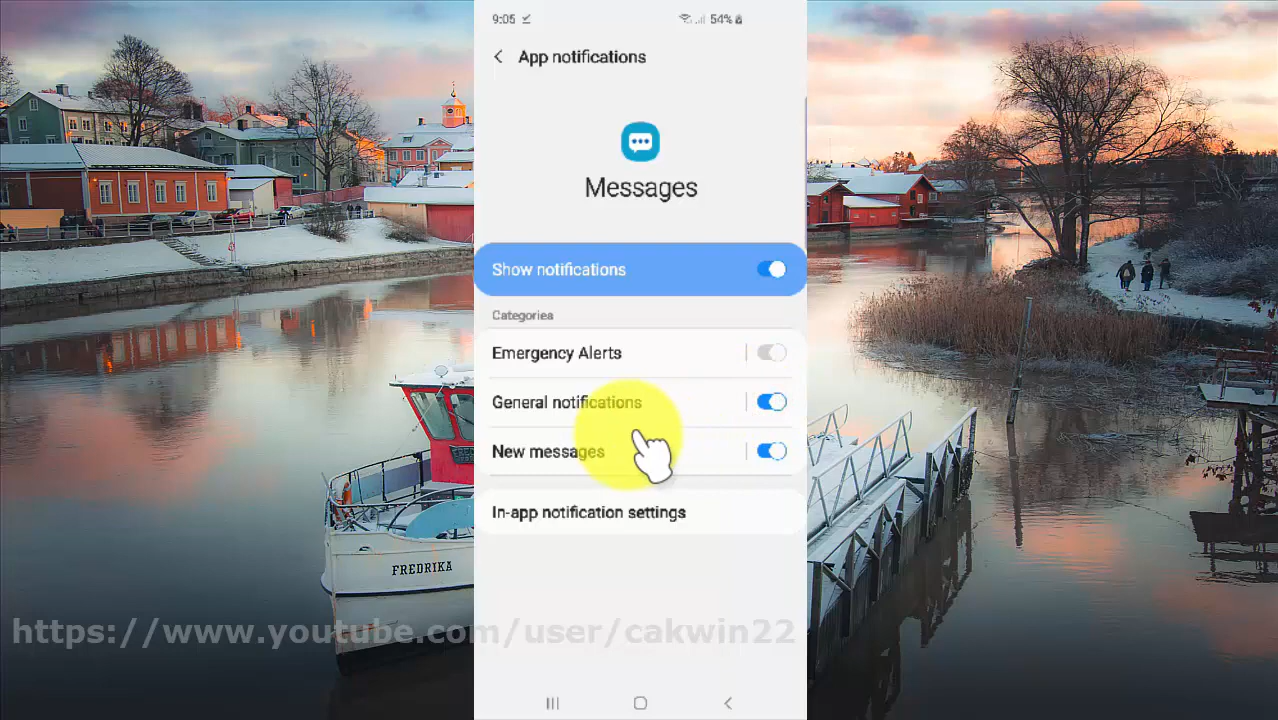 9:05 54%
App notifications
Messages
Show notifications
Categories
Emergency Alerts
General notifications
New messages
In-app notification settings
FREDRIKA
https://www.youtube.com/user/cakwin22